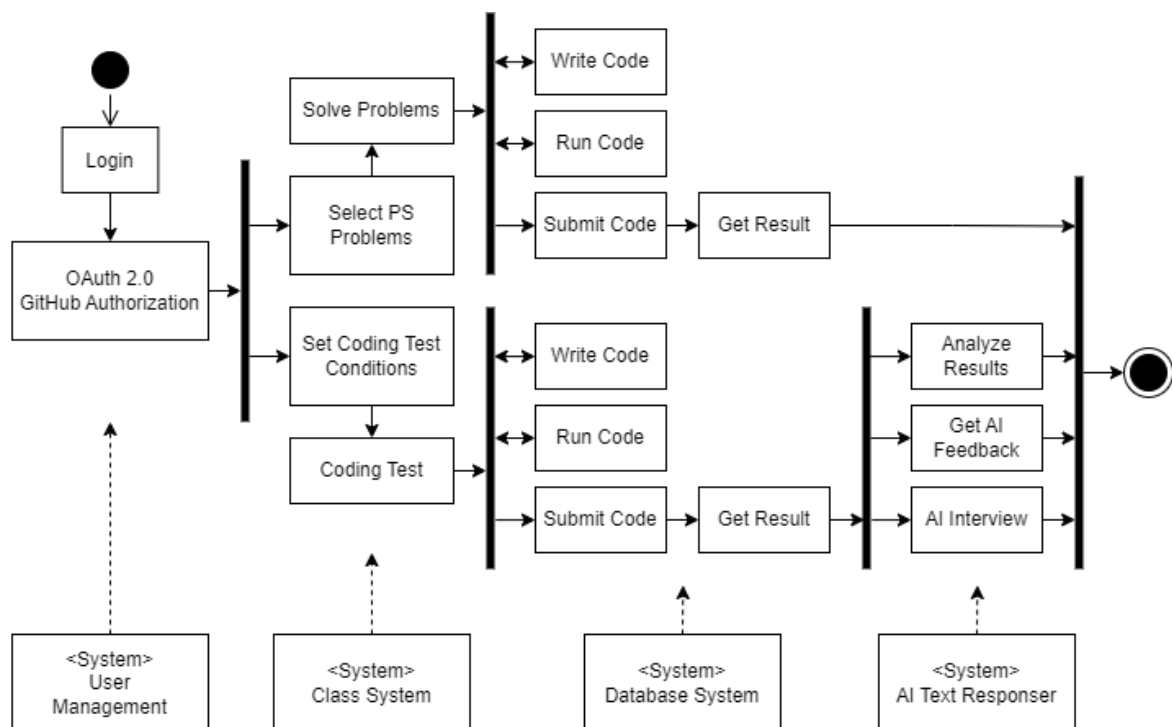 Login
OAuth 2.0
GitHub Authorization
Solve Problems
Select PS
Problems
Set Coding Test
Conditions
Coding Test
Write Code
Run Code
Submit Code
Get Result
Write Code
Run Code
Submit Code
Get Result
Analyze
Results
Get AI
Feedback
AI Interview
<System>
User
Management
<System>
Class System
<System>
Database System
<System>
AI Text Responser